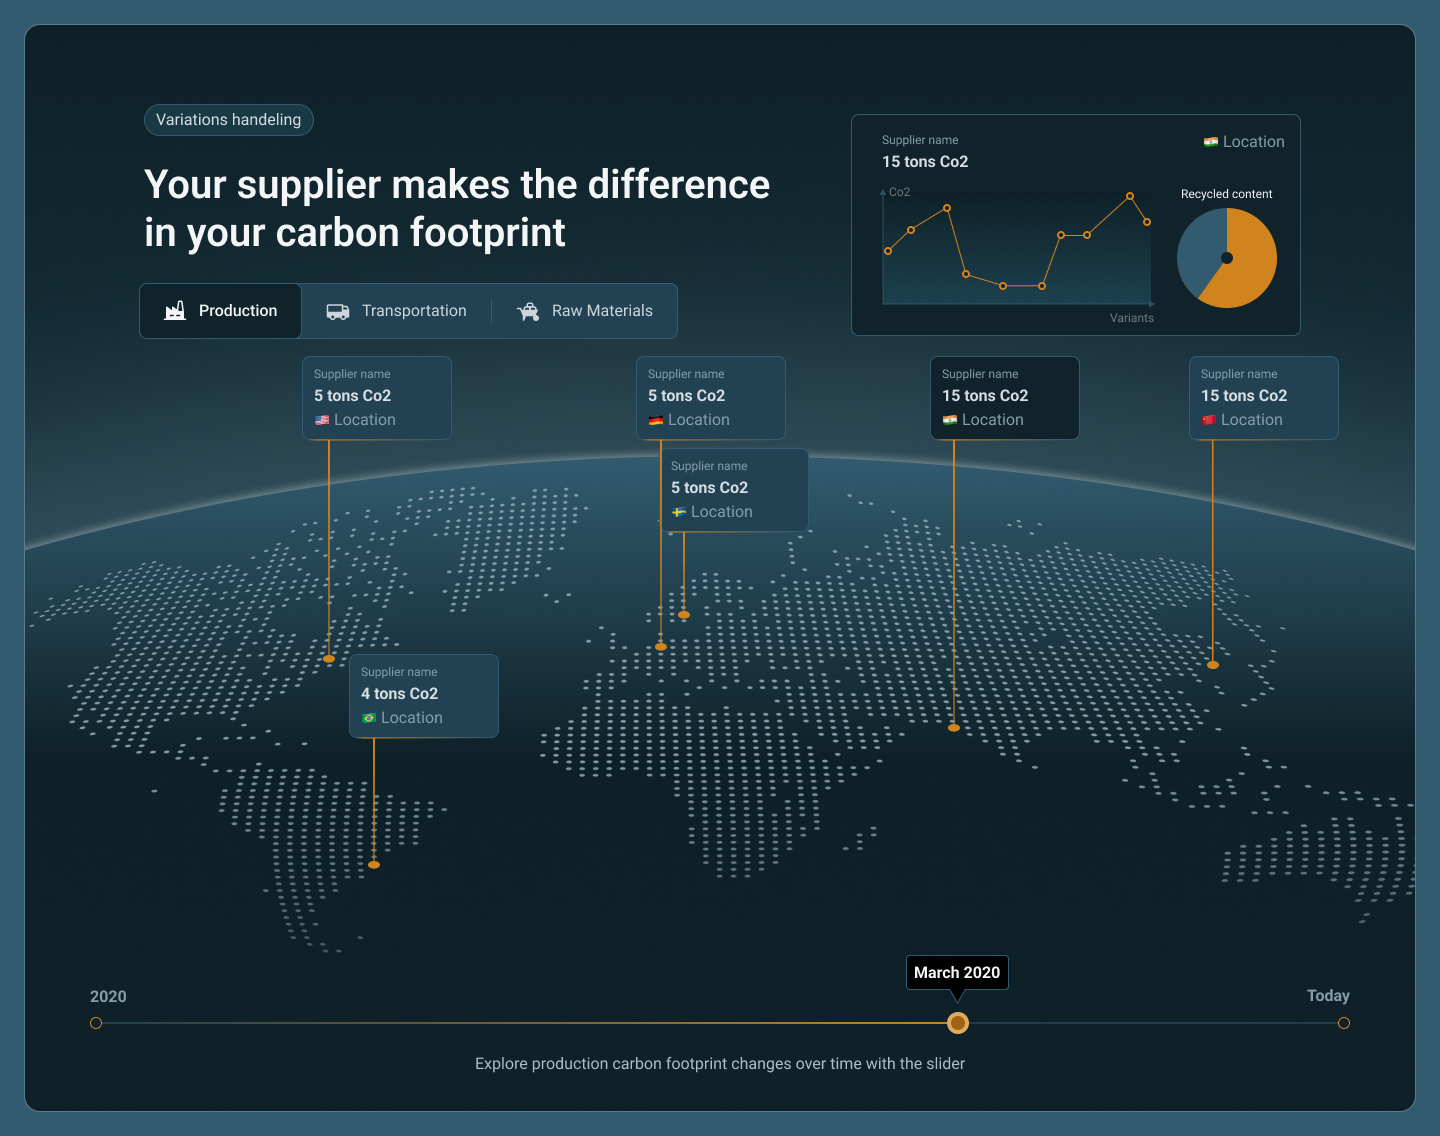 Variations handeling
Your supplier makes the difference
in your carbon footprint
Production
Transportation
Raw Materials
Supplier name
15 tons Co2
Location
Co2
Variants
Recycled content
Supplier name
5 tons Co2
Location
Supplier name
5 tons Co2
Location
Supplier name
15 tons Co2
Location
Supplier name
15 tons Co2
Location
Supplier name
5 tons Co2
Location
Supplier name
4 tons Co2
Location
2020
March 2020
Today
Explore production carbon footprint changes over time with the slider